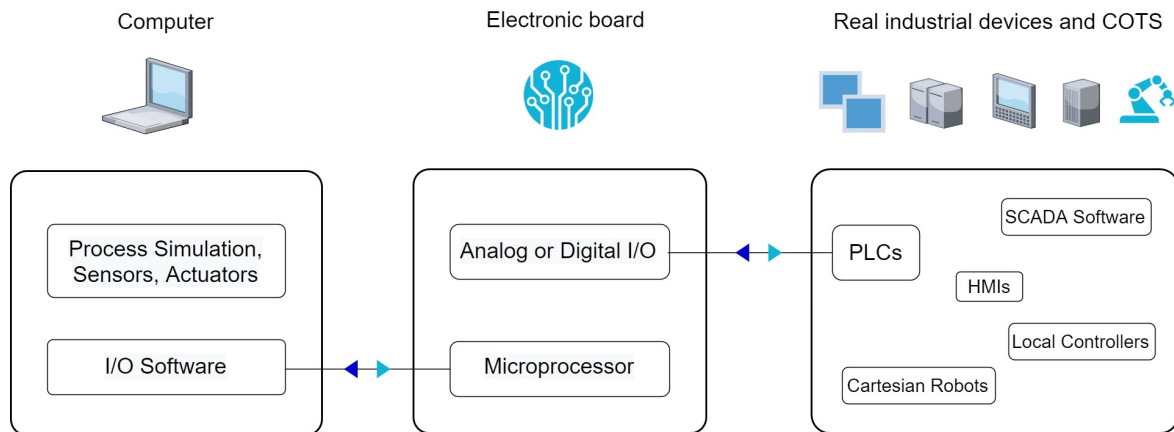 Computer
Electronic board
Real industrial devices and COTS
Process Simulation,
Sensors, Actuators
I/O Software
Analog or Digital I/O
Microprocessor
PLCs
SCADA Software
HMIs
Local Controllers
Cartesian Robots